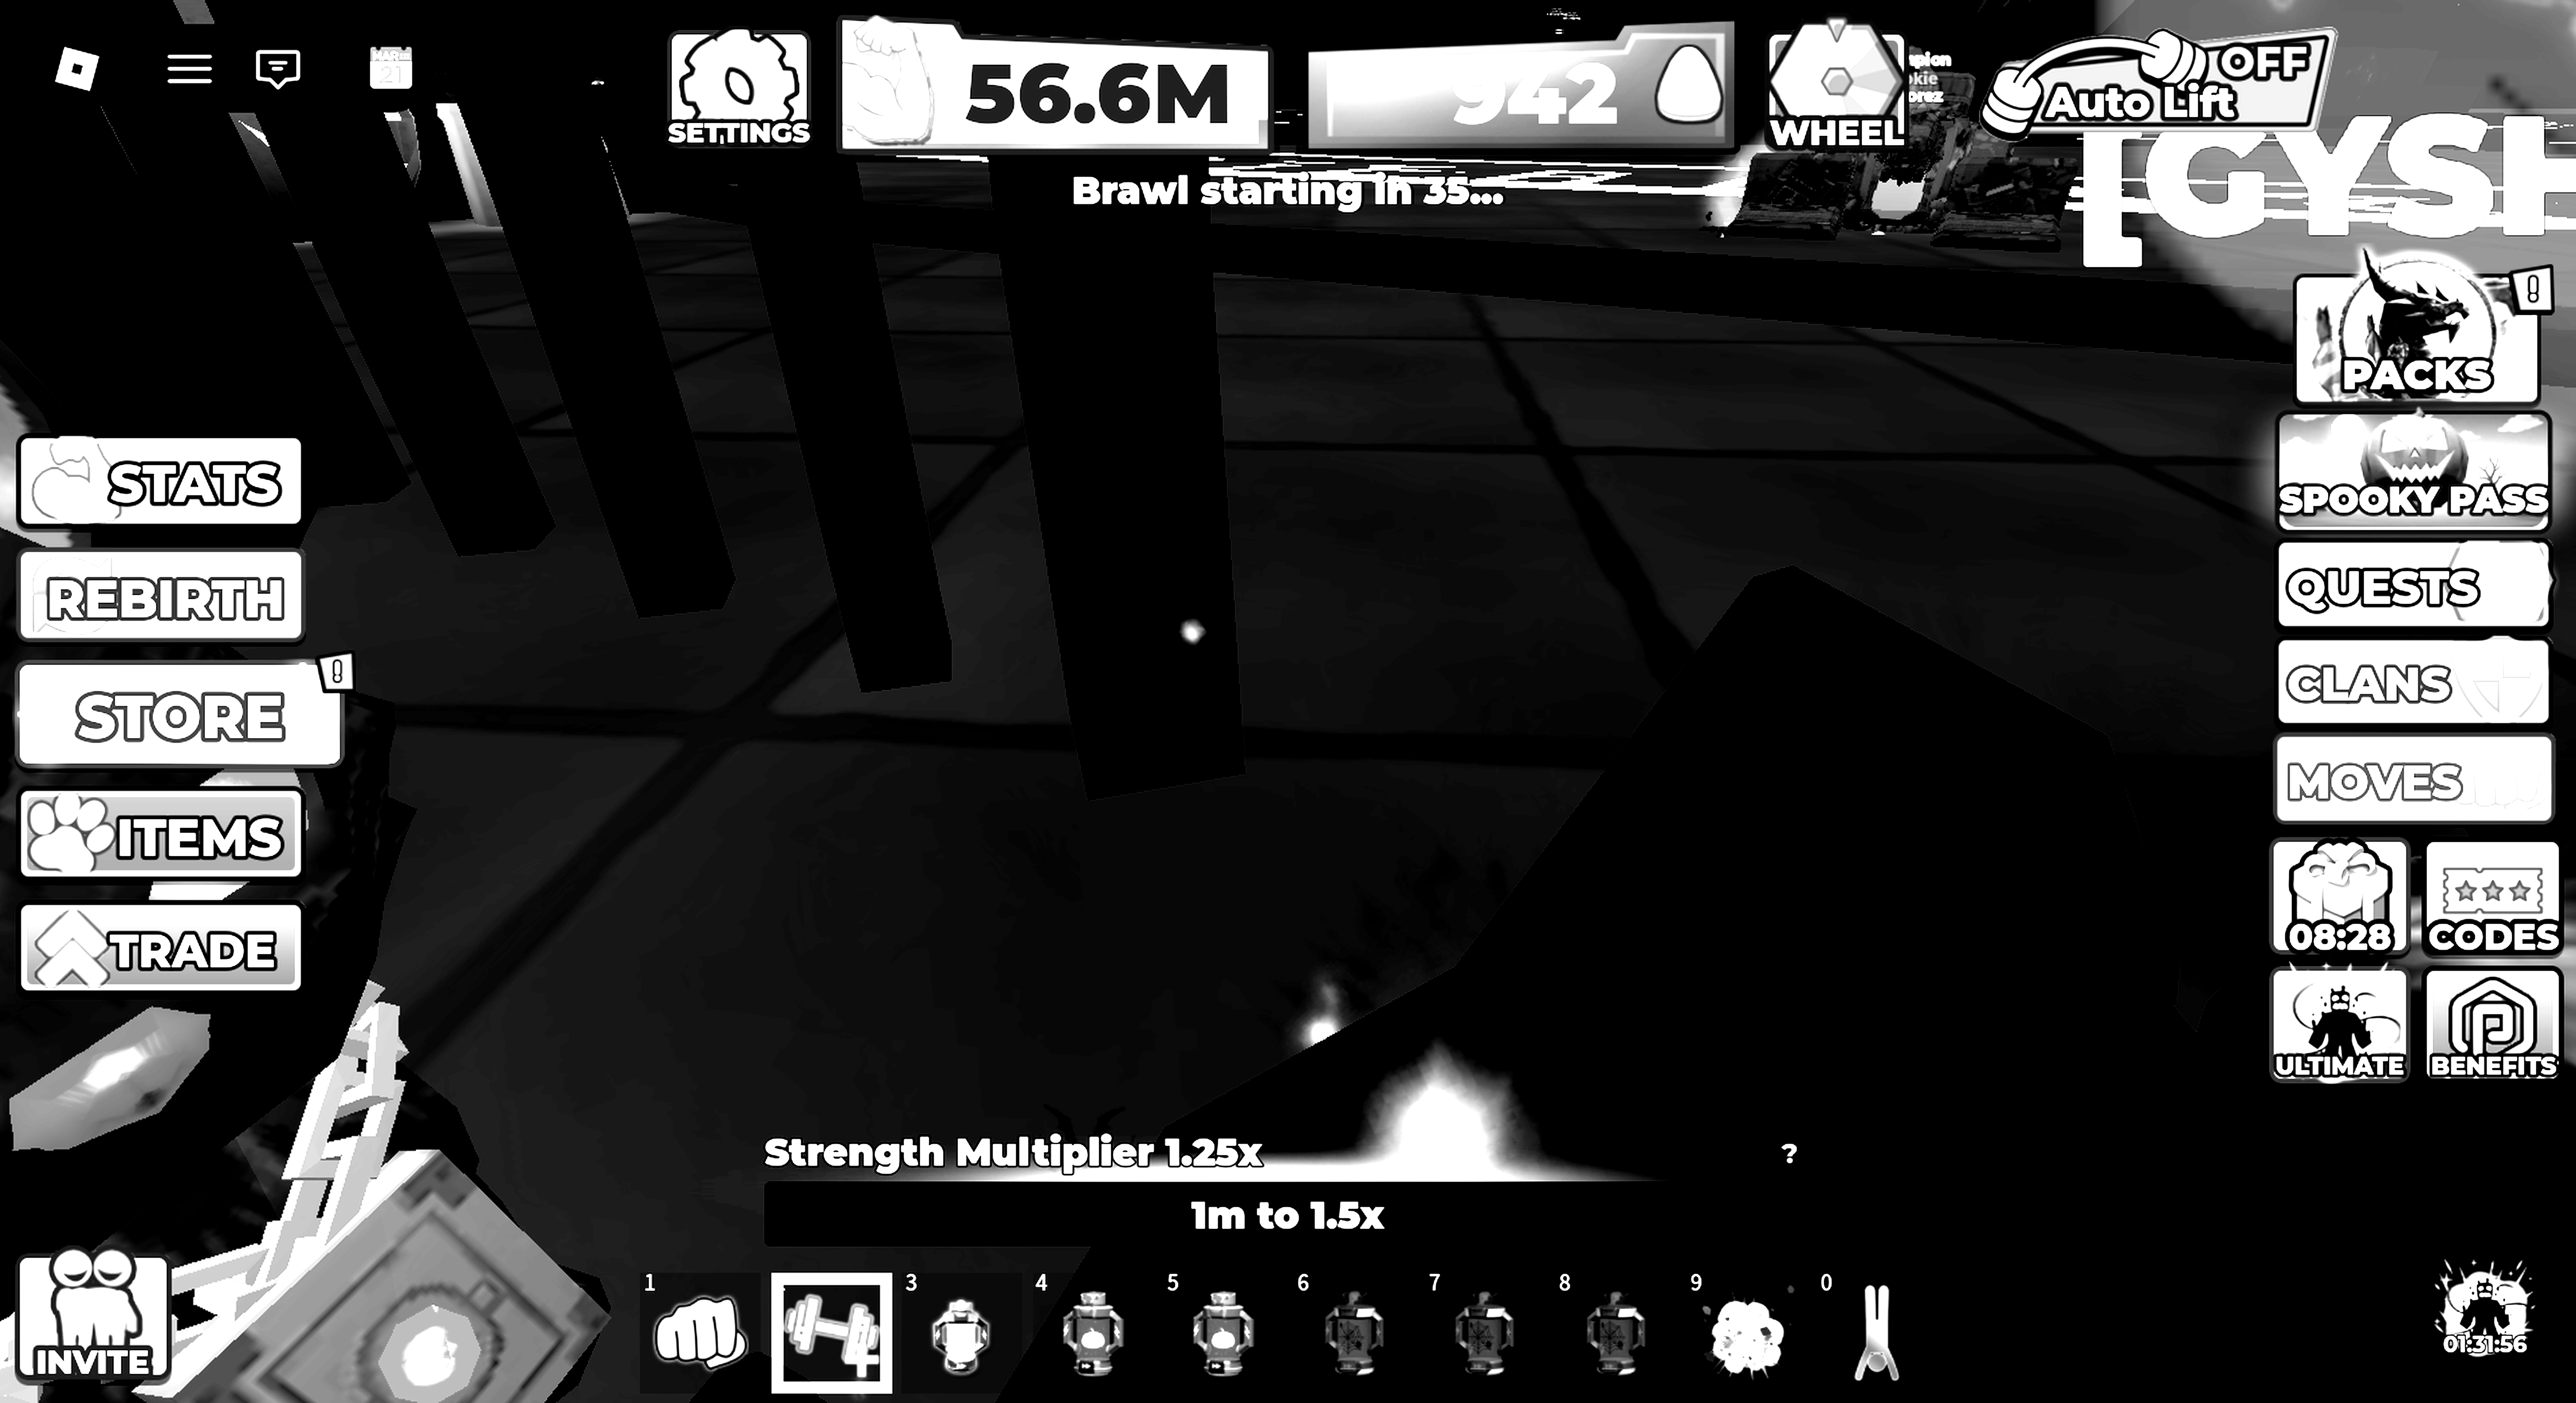 21
SETTINGS
56.6M
942
WHEEL
OFF
Auto Lift
Brawl starting in 35...
[GYSH
!
PACKS
SPOOKY PASS
STATS
QUESTS
REBIRTH
CLANS
!
STORE
MOVES
ITEMS
08:28
CODES
TRADE
ULTIMATE
BENEFITS
Strength Multiplier 1.25x
?
1m to 1.5x
1
3
4
5
6
7
8
9
0
INVITE
01:31:56